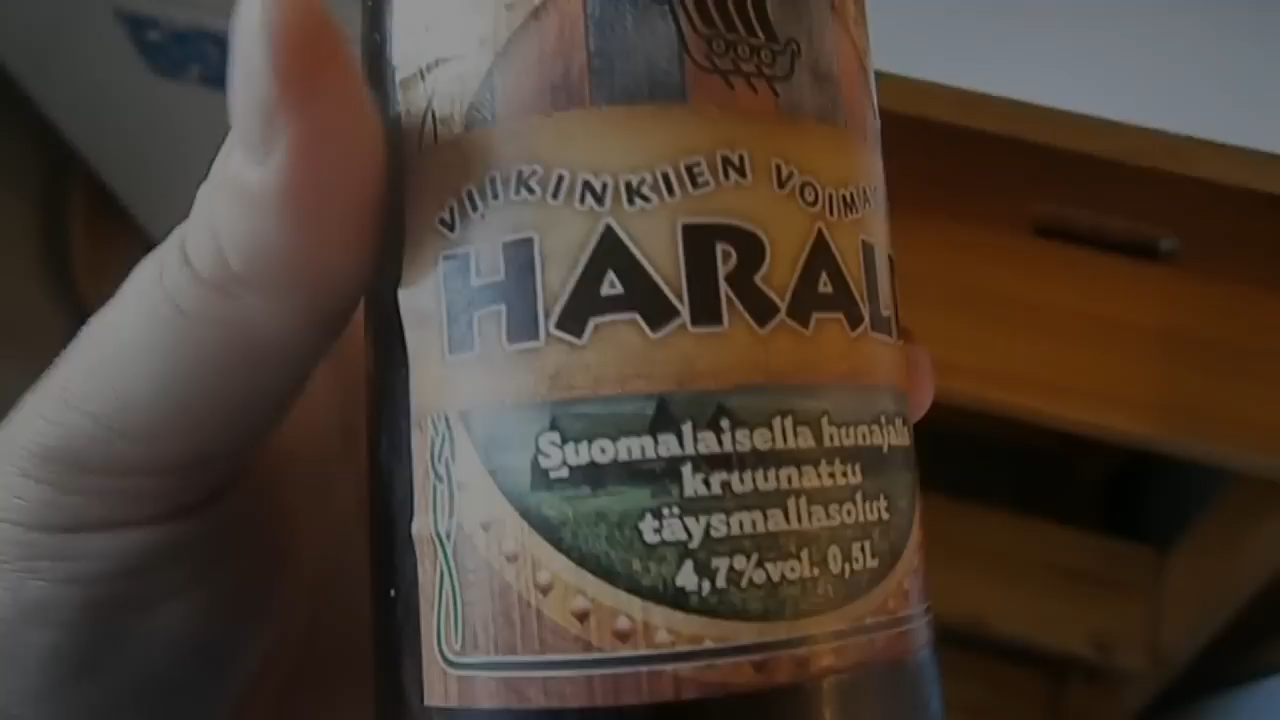 VIIKINKIEN VOIMA
HARAL
Suomalaisella hunajalla
kruunattu
täysmallasolut
4,7%vol. 0,5L